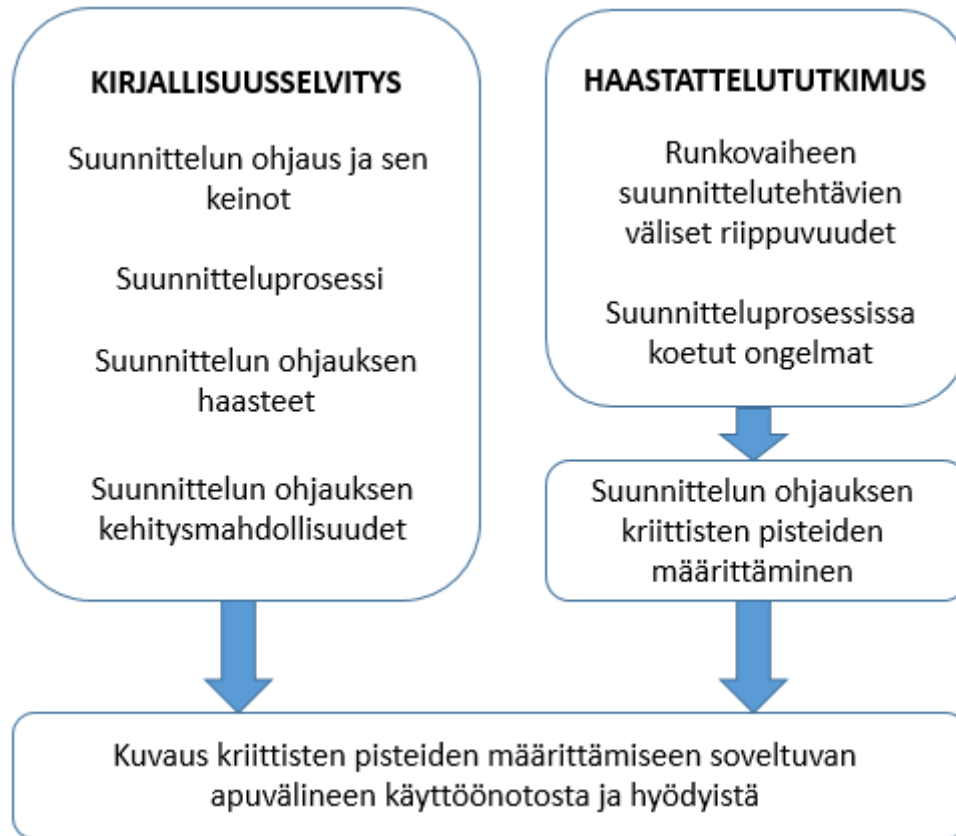 KIRJALLISUUSSELVITYS
Suunnittelun ohjaus ja sen
keinot
Suunnitteluprosessi
Suunnittelun ohjauksen
haasteet
Suunnittelun ohjauksen
kehitysmahdollisuudet
HAASTATTELUTUTKIMUS
Runkovaiheen
suunnittelutehtävien
väliset riippuvuudet
Suunnitteluprosessissa
koetut ongelmat
Suunnittelun ohjauksen
kriittisten pisteiden
määrittäminen
Kuvaus kriittisten pisteiden määrittämiseen soveltuvan
apuvälineen käyttöönotosta ja hyödyistä